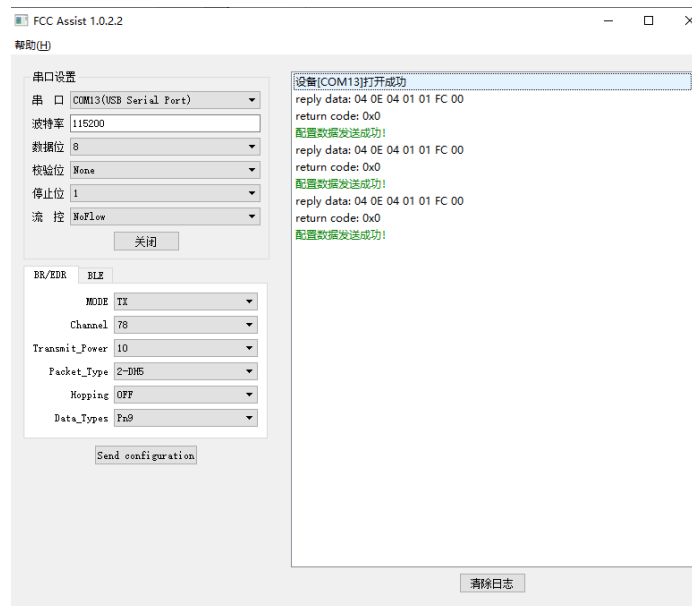 FCC Assist 1.0.2.2
帮助(H)
串口设置
串 口 COM13(USB Serial Port)
波特率 115200
数据位 8
校验位 None
停止位 1
流 控 NoFlow
关闭
BR/EDR BLE
MODE TX
Channel 78
Transmit_Power 10
Packet_Type 2-DH5
Hopping OFF
Data_Types Pn9
Send configuration
设备[COM13]打开成功
reply data: 04 0E 04 01 01 FC 00
return code: 0x0
配置数据发送成功!
reply data: 04 0E 04 01 01 FC 00
return code: 0x0
配置数据发送成功!
reply data: 04 0E 04 01 01 FC 00
return code: 0x0
配置数据发送成功!
清除日志